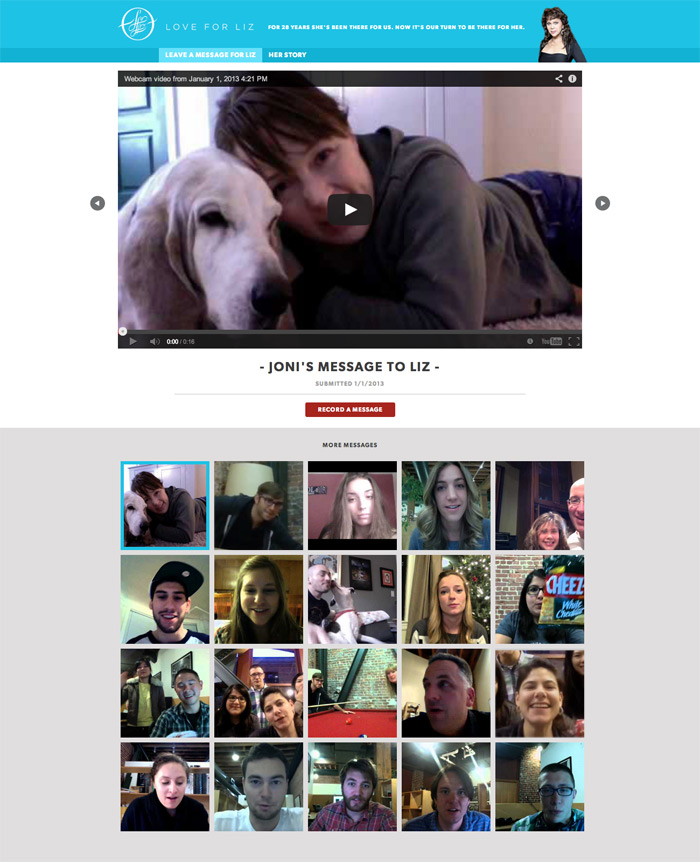 LOVE FOR LIZ
FOR 28 YEARS SHE'S BEEN THERE FOR US. NOW IT'S OUR TURN TO BE THERE FOR HER.
LEAVE A MESSAGE FOR LIZ
HER STORY
Webcam video from January 1, 2013 4:21 PM
0:00 / 0:16
YouTube
- JONI'S MESSAGE TO LIZ -
SUBMITTED 1/1/2013
RECORD A MESSAGE
MORE MESSAGES
CHEEZ
White
Cheddar